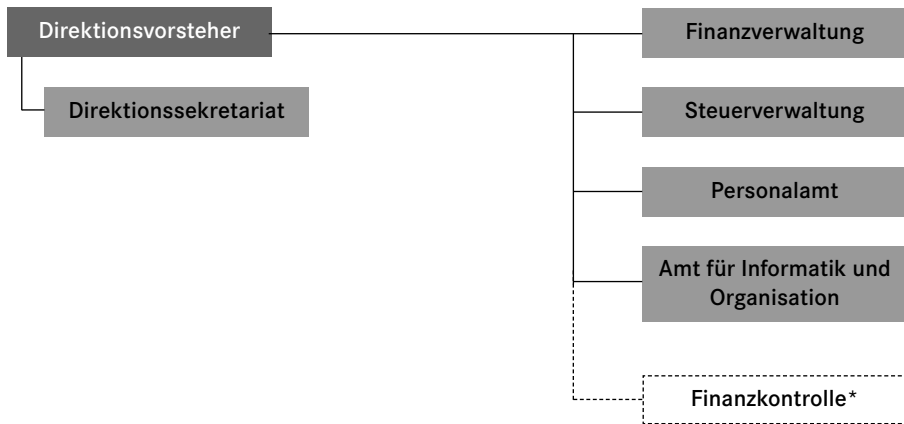 Direktionsvorsteher
Direktionssekretariat
Finanzverwaltung
Steuerverwaltung
Personalamt
Amt für Informatik und
Organisation
Finanzkontrolle*